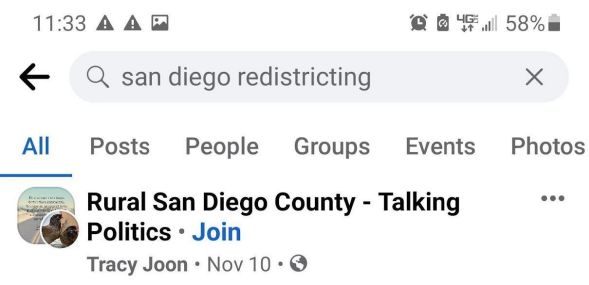 11:33 58%
san diego redistricting
All Posts People Groups Events Photos
Rural San Diego County - Talking
Politics • Join
Tracy Joon • Nov 10 •